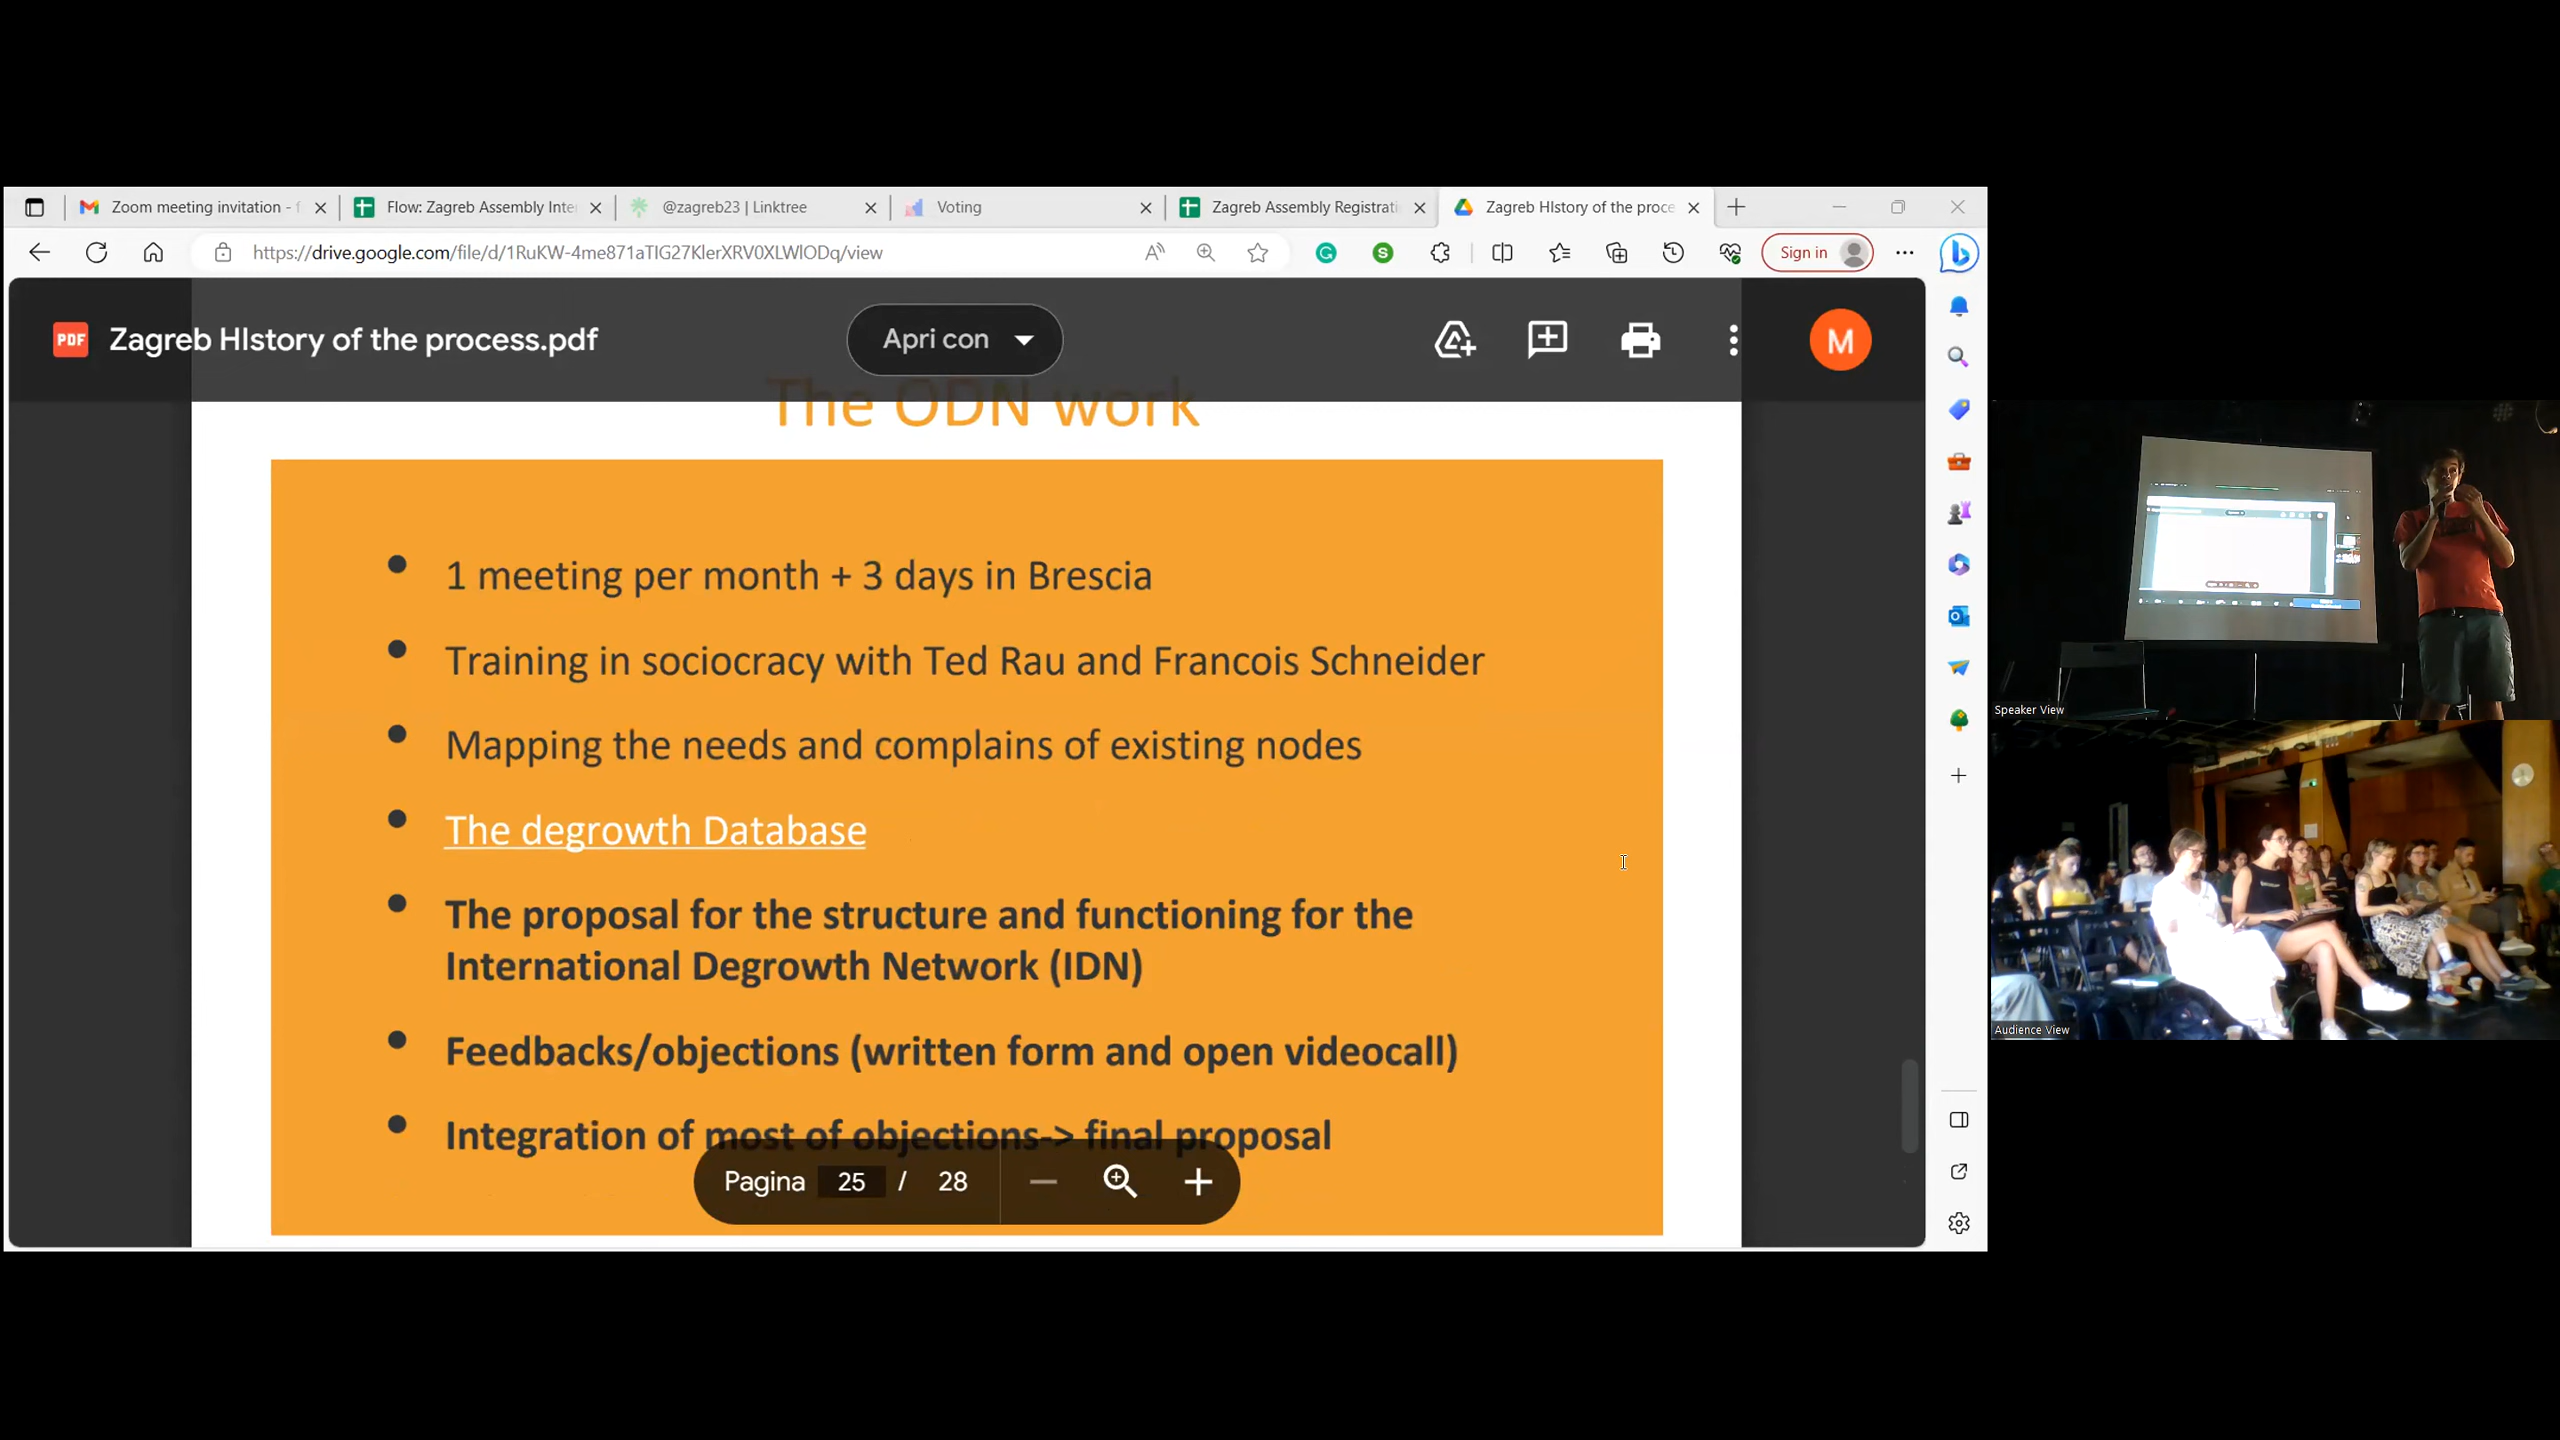 Zoom meeting invitation - f
Flow: Zagreb Assembly Inte
@zagreb23 | Linktree
Voting
Zagreb Assembly Registrati
Zagreb HIstory of the proce
https://drive.google.com/file/d/1RuKW-4me871aTIG27KlerXRV0XLWlODq/view
Sign in
PDF
Zagreb HIstory of the process.pdf
Apri con
M
The ODN work
1 meeting per month + 3 days in Brescia
Training in sociocracy with Ted Rau and Francois Schneider
Mapping the needs and complains of existing nodes
The degrowth Database
The proposal for the structure and functioning for the
International Degrowth Network (IDN)
Feedbacks/objections (written form and open videocall)
Integration of most of objections-> final proposal
Pagina 25 / 28
Speaker View
Audience View